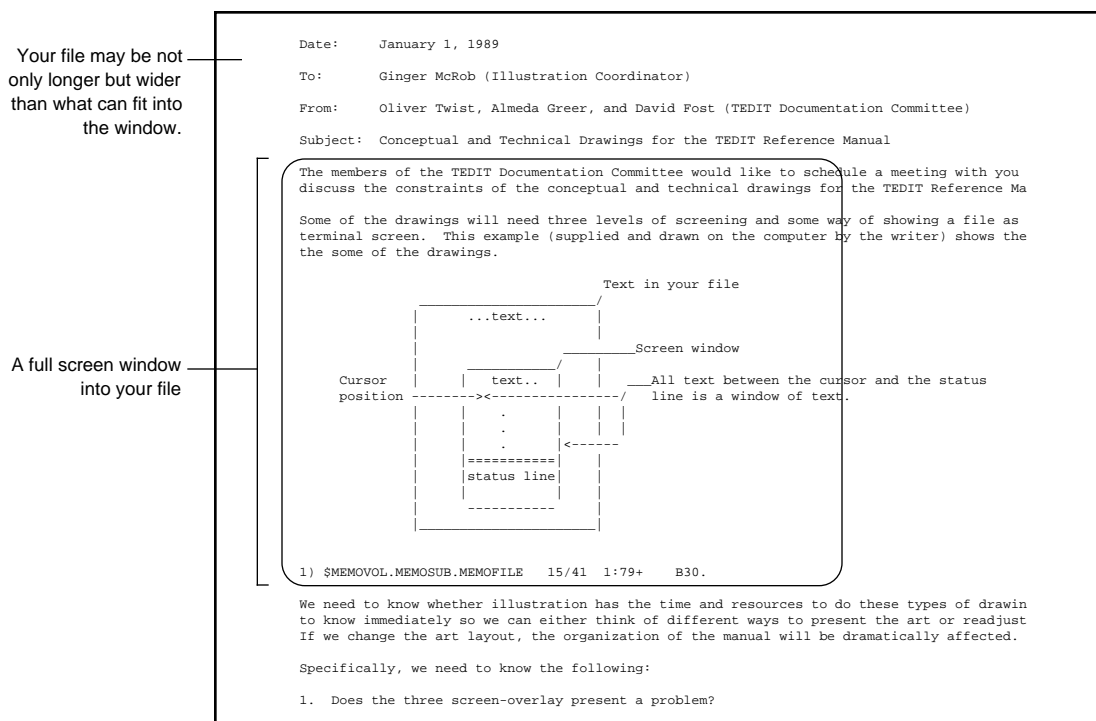 Your file may be not
only longer but wider
than what can fit into
the window.
Date:     January 1, 1989
To:       Ginger McRob (Illustration Coordinator)
From:     Oliver Twist, Almeda Greer, and David Fost (TEDIT Documentation Committee)
Subject:  Conceptual and Technical Drawings for the TEDIT Reference Manual
The members of the TEDIT Documentation Committee would like to schedule a meeting with you
discuss the constraints of the conceptual and technical drawings for the TEDIT Reference Ma
Some of the drawings will need three levels of screening and some way of showing a file as
terminal screen.  This example (supplied and drawn on the computer by the writer) shows the
the some of the drawings.
Text in your file
...text...
Screen window
A full screen window
into your file
Cursor
position
text..
All text between the cursor and the status
line is a window of text.
.
.
.
status line
1) $MEMOVOL.MEMOSUB.MEMOFILE   15/41  1:79+    B30.
We need to know whether illustration has the time and resources to do these types of drawin
to know immediately so we can either think of different ways to present the art or readjust
If we change the art layout, the organization of the manual will be dramatically affected.
Specifically, we need to know the following:
1.  Does the three screen-overlay present a problem?